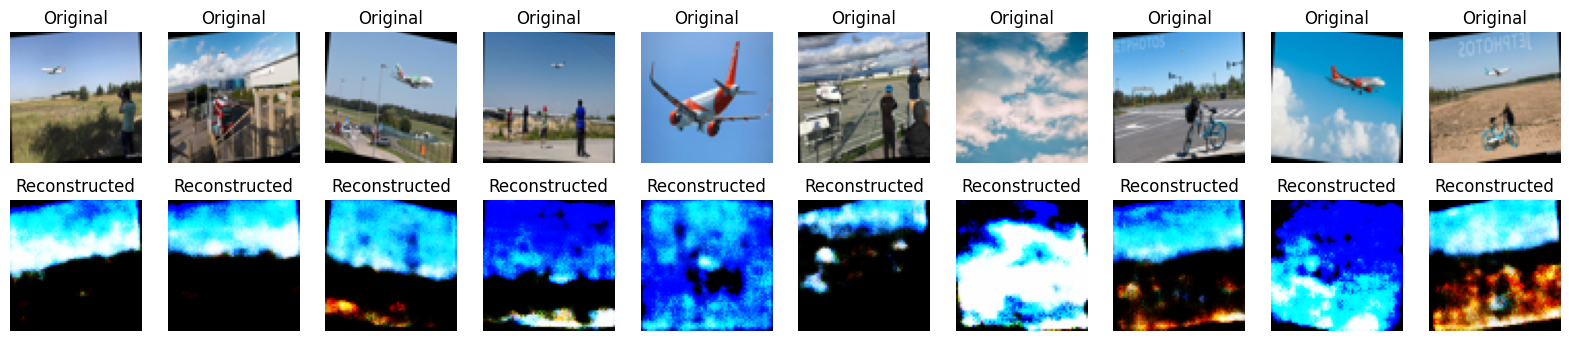 Original Original Original Original Original Original Original Original Original Original
JETPHOTOS
Reconstructed Reconstructed Reconstructed Reconstructed Reconstructed Reconstructed Reconstructed Reconstructed Reconstructed Reconstructed